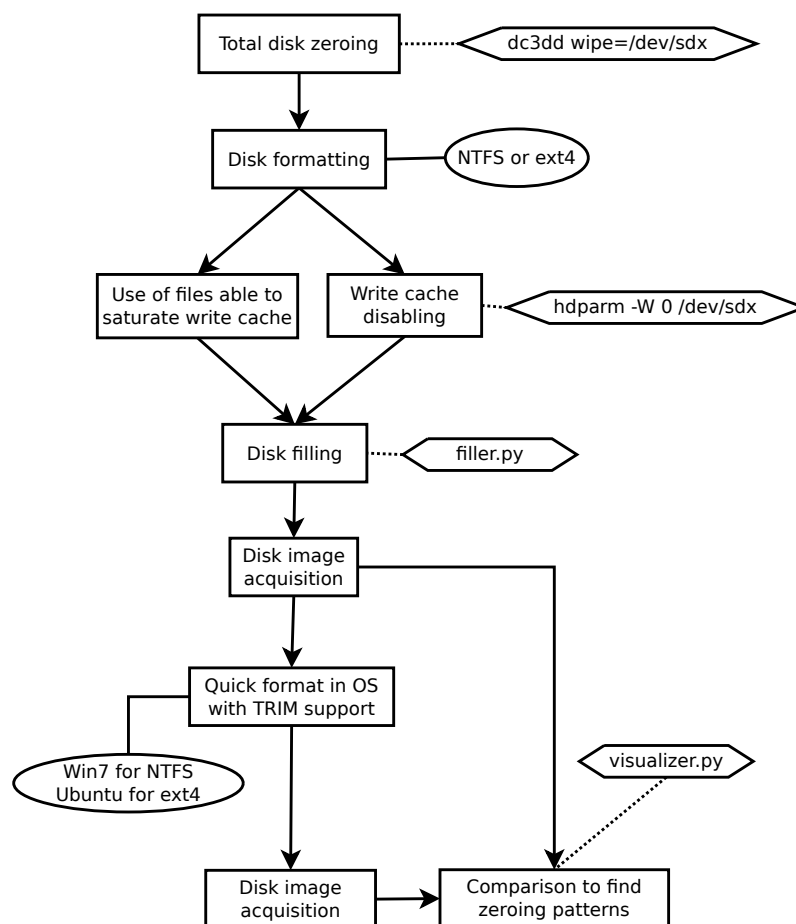 Total disk zeroing
dc3dd wipe=/dev/sdx
Disk formatting
NTFS or ext4
Use of files able to
saturate write cache
Write cache
disabling
hdparm -W 0 /dev/sdx
Disk filling
filler.py
Disk image
acquisition
Quick format in OS
with TRIM support
Win7 for NTFS
Ubuntu for ext4
visualizer.py
Disk image
acquisition
Comparison to find
zeroing patterns